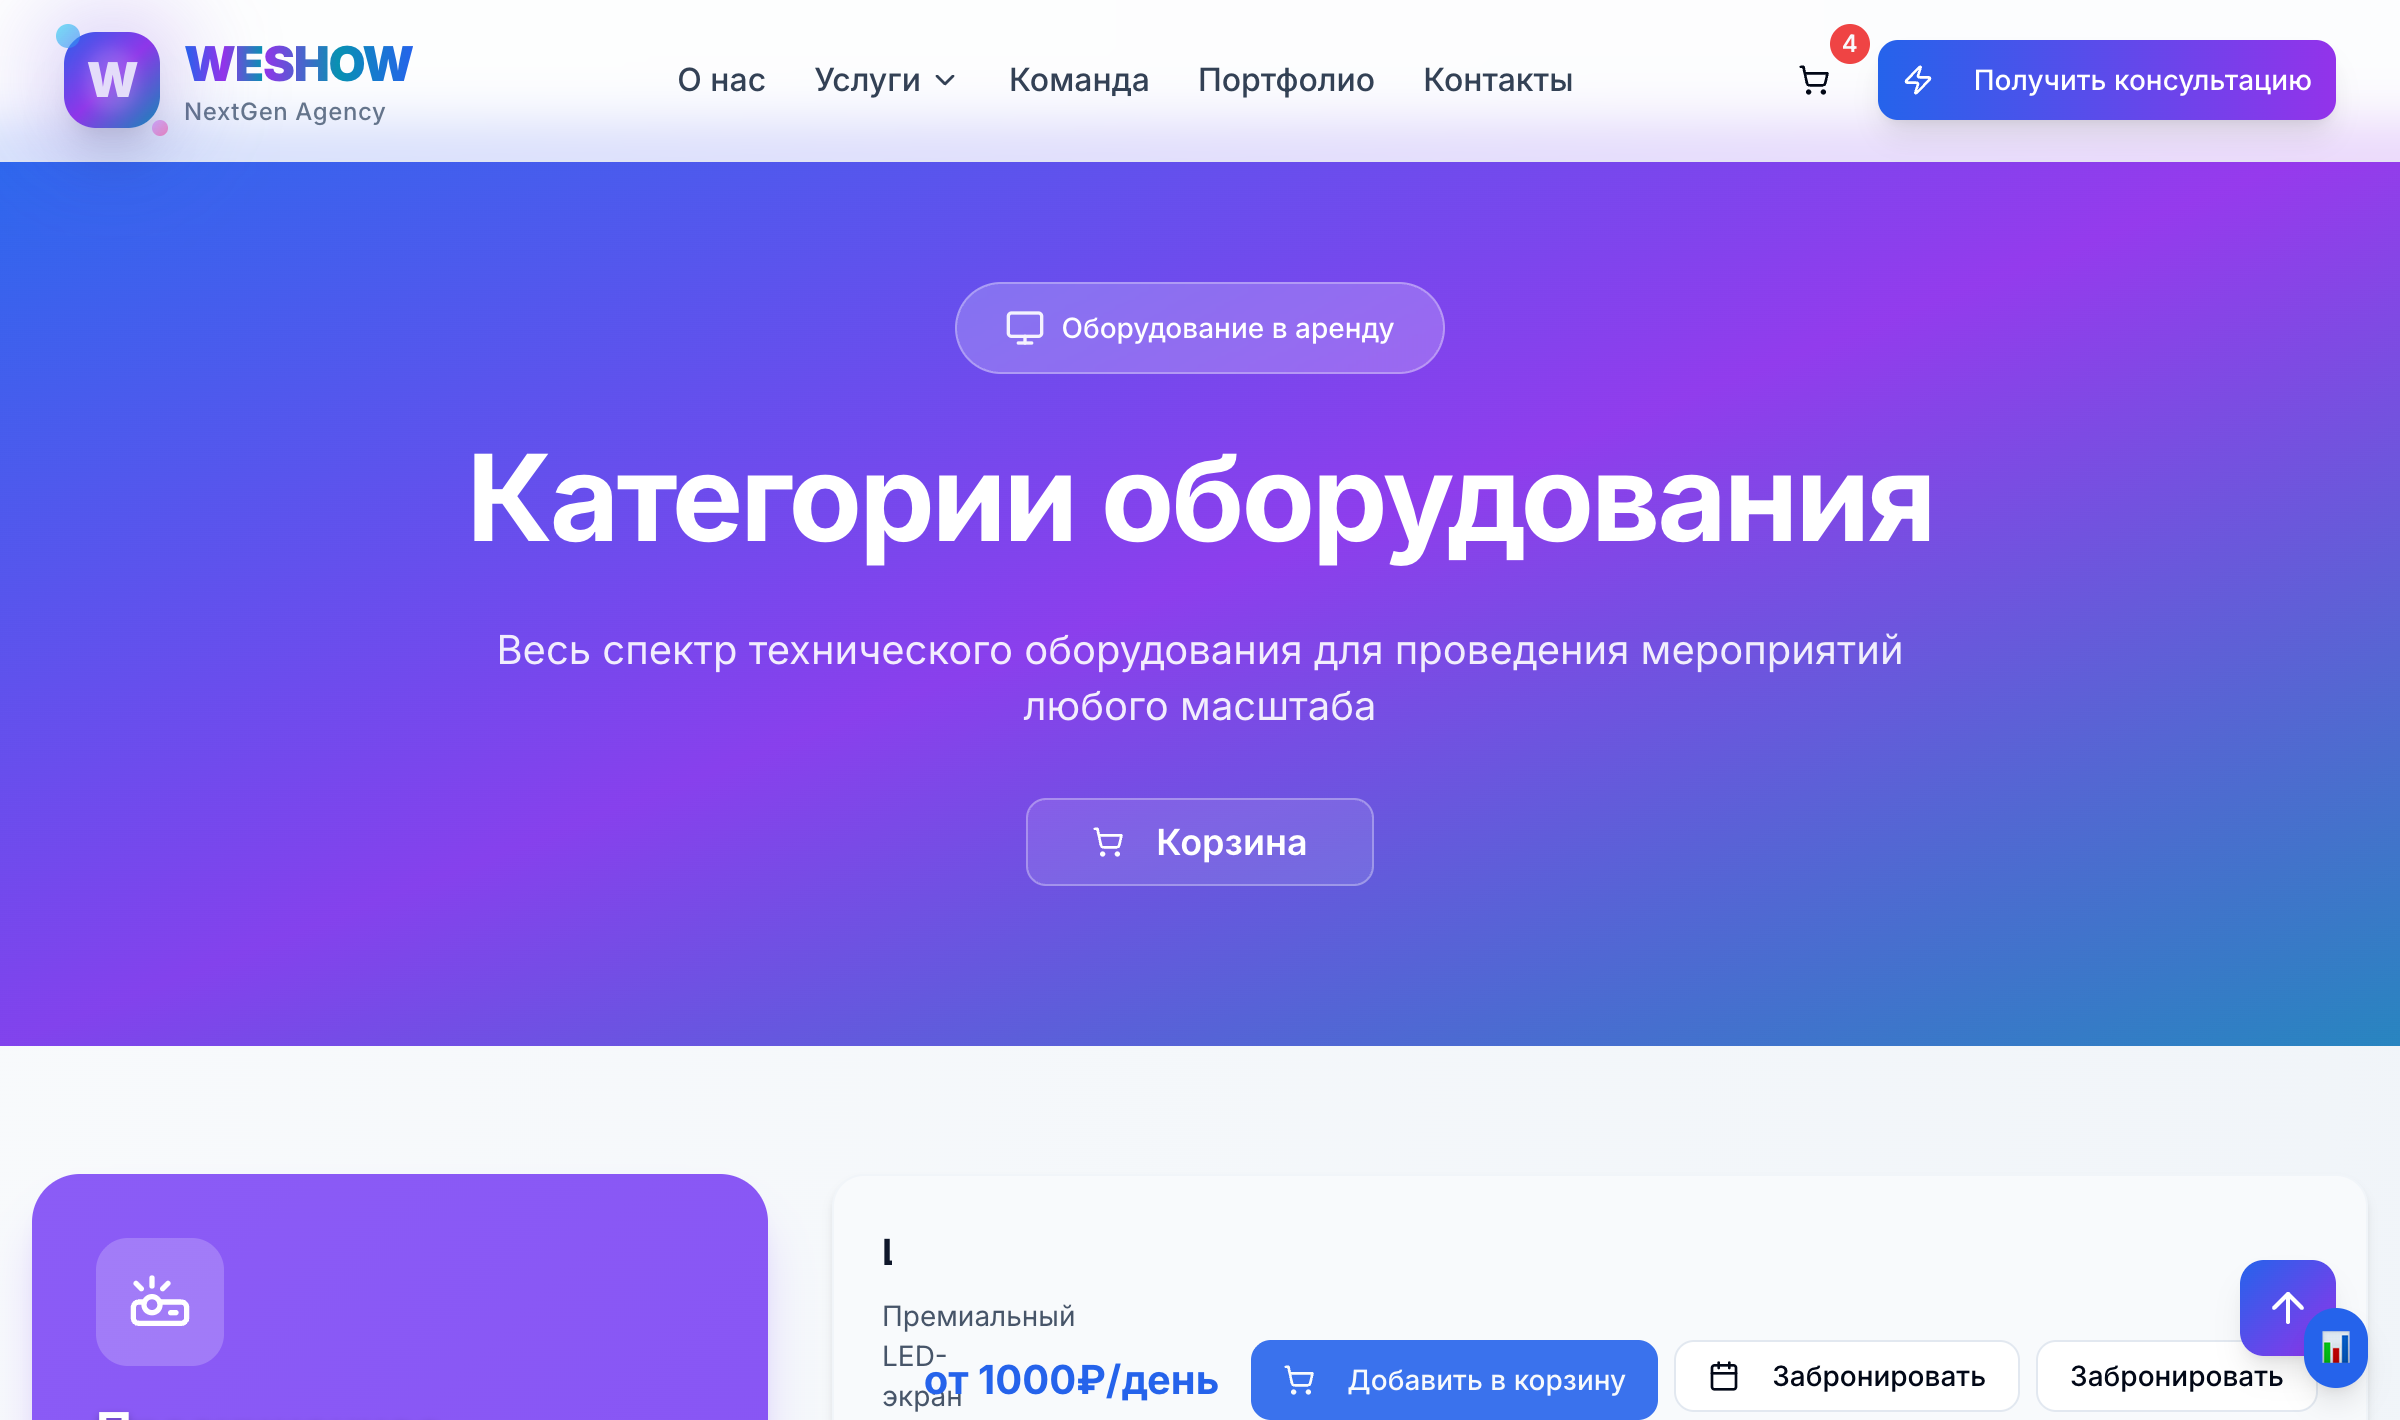 W
WESHOW
NextGen Agency
О нас
Услуги
Команда
Портфолио
Контакты
4
Получить консультацию
Оборудование в аренду
Категории оборудования
Весь спектр технического оборудования для проведения мероприятий
любого масштаба
Корзина
Премиальный
LED-
экран
от 1000₽/день
Добавить в корзину
Забронировать
Забронировать